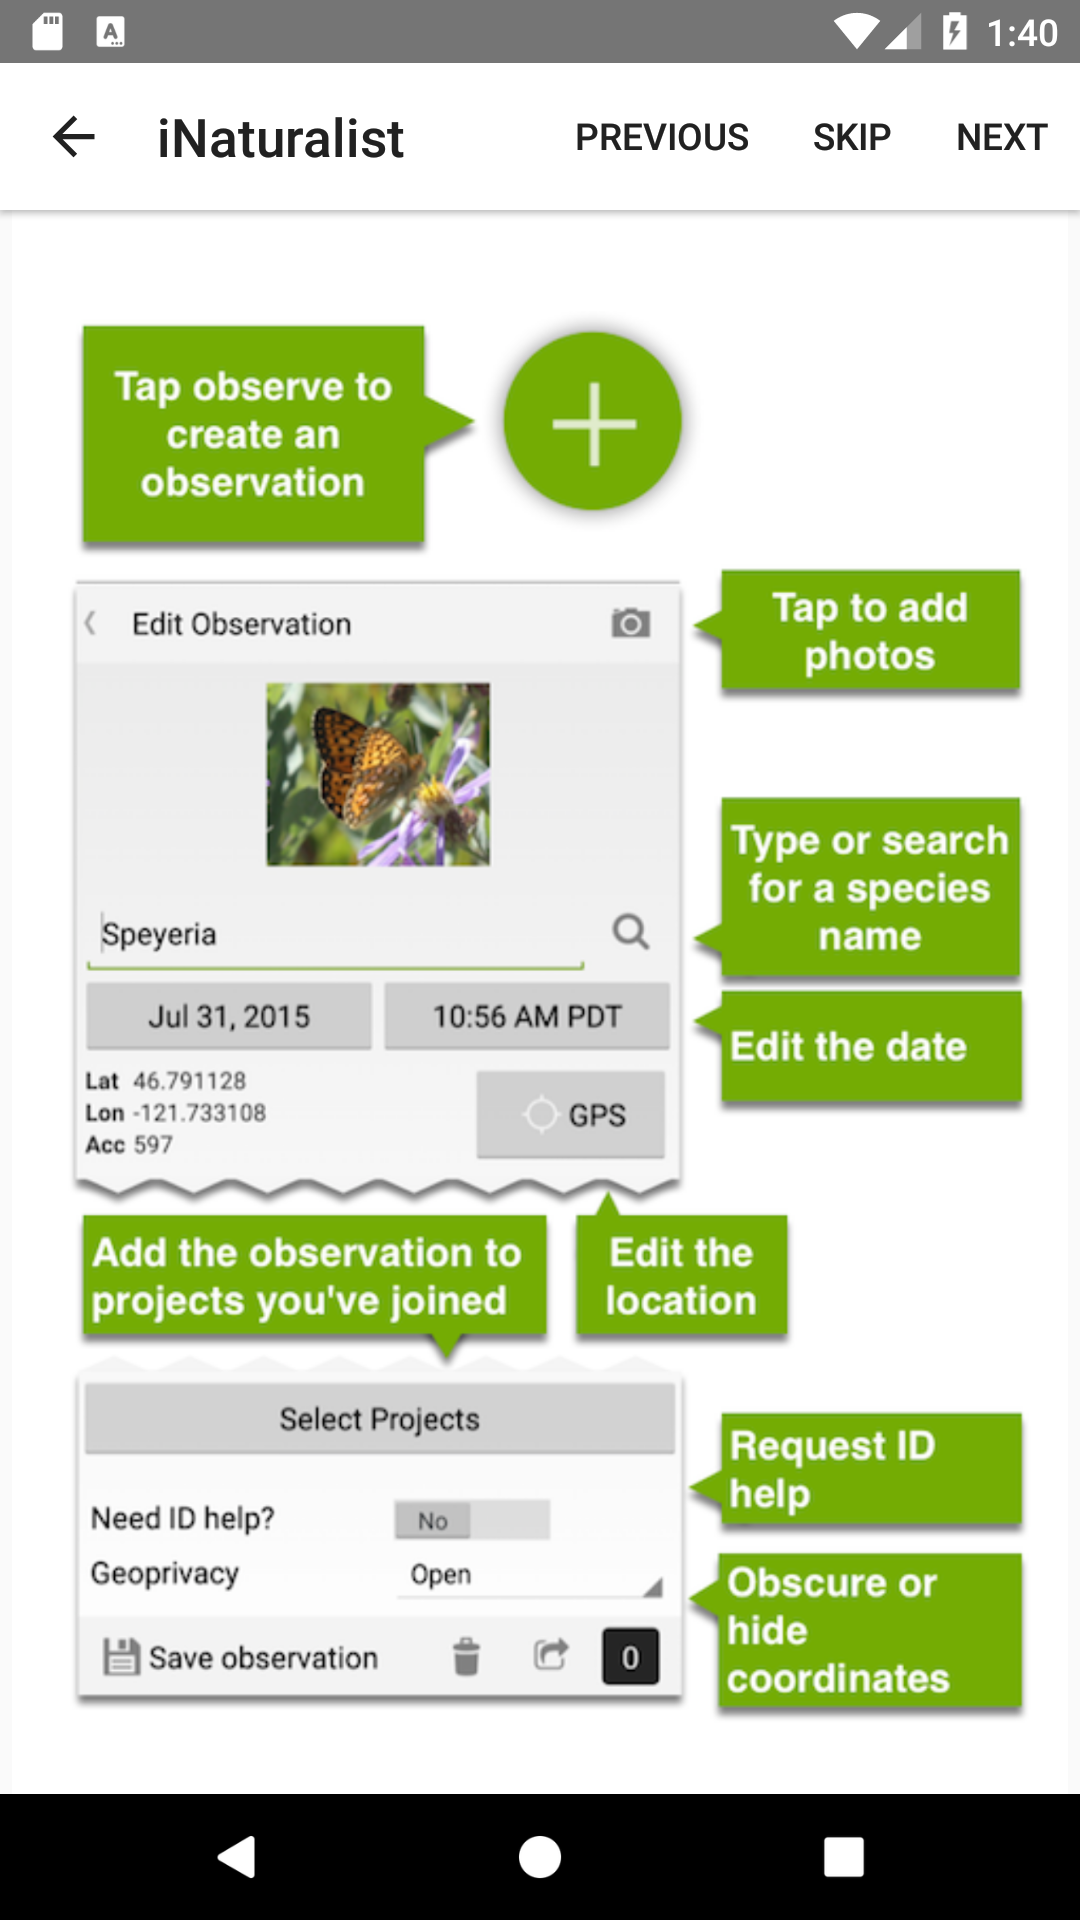 1:40
iNaturalist PREVIOUS SKIP NEXT
Tap observe to
create an
observation
Edit Observation
Tap to add
photos
Speyeria
Type or search
for a species
name
Jul 31, 2015 10:56 AM PDT
Edit the date
Lat 46.791128
Lon -121.733108
Acc 597
GPS
Add the observation to
projects you've joined
Edit the
location
Select Projects
Need ID help? No
Request ID
help
Geoprivacy Open
Obscure or
hide
coordinates
Save observation 0